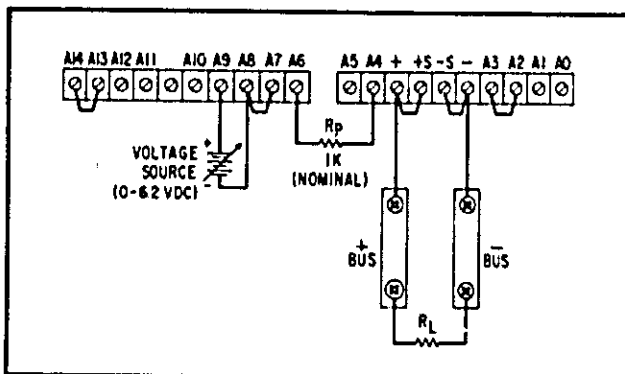 A14 A13 A12 A11 A10 A9 A8 A7 A6 A5 A4 + +S -S - A3 A2 A1 A0
VOLTAGE
SOURCE
(0-6.2 VDC)
+
-
Rp
1K
(NOMINAL)
+
BUS
-
BUS
RL